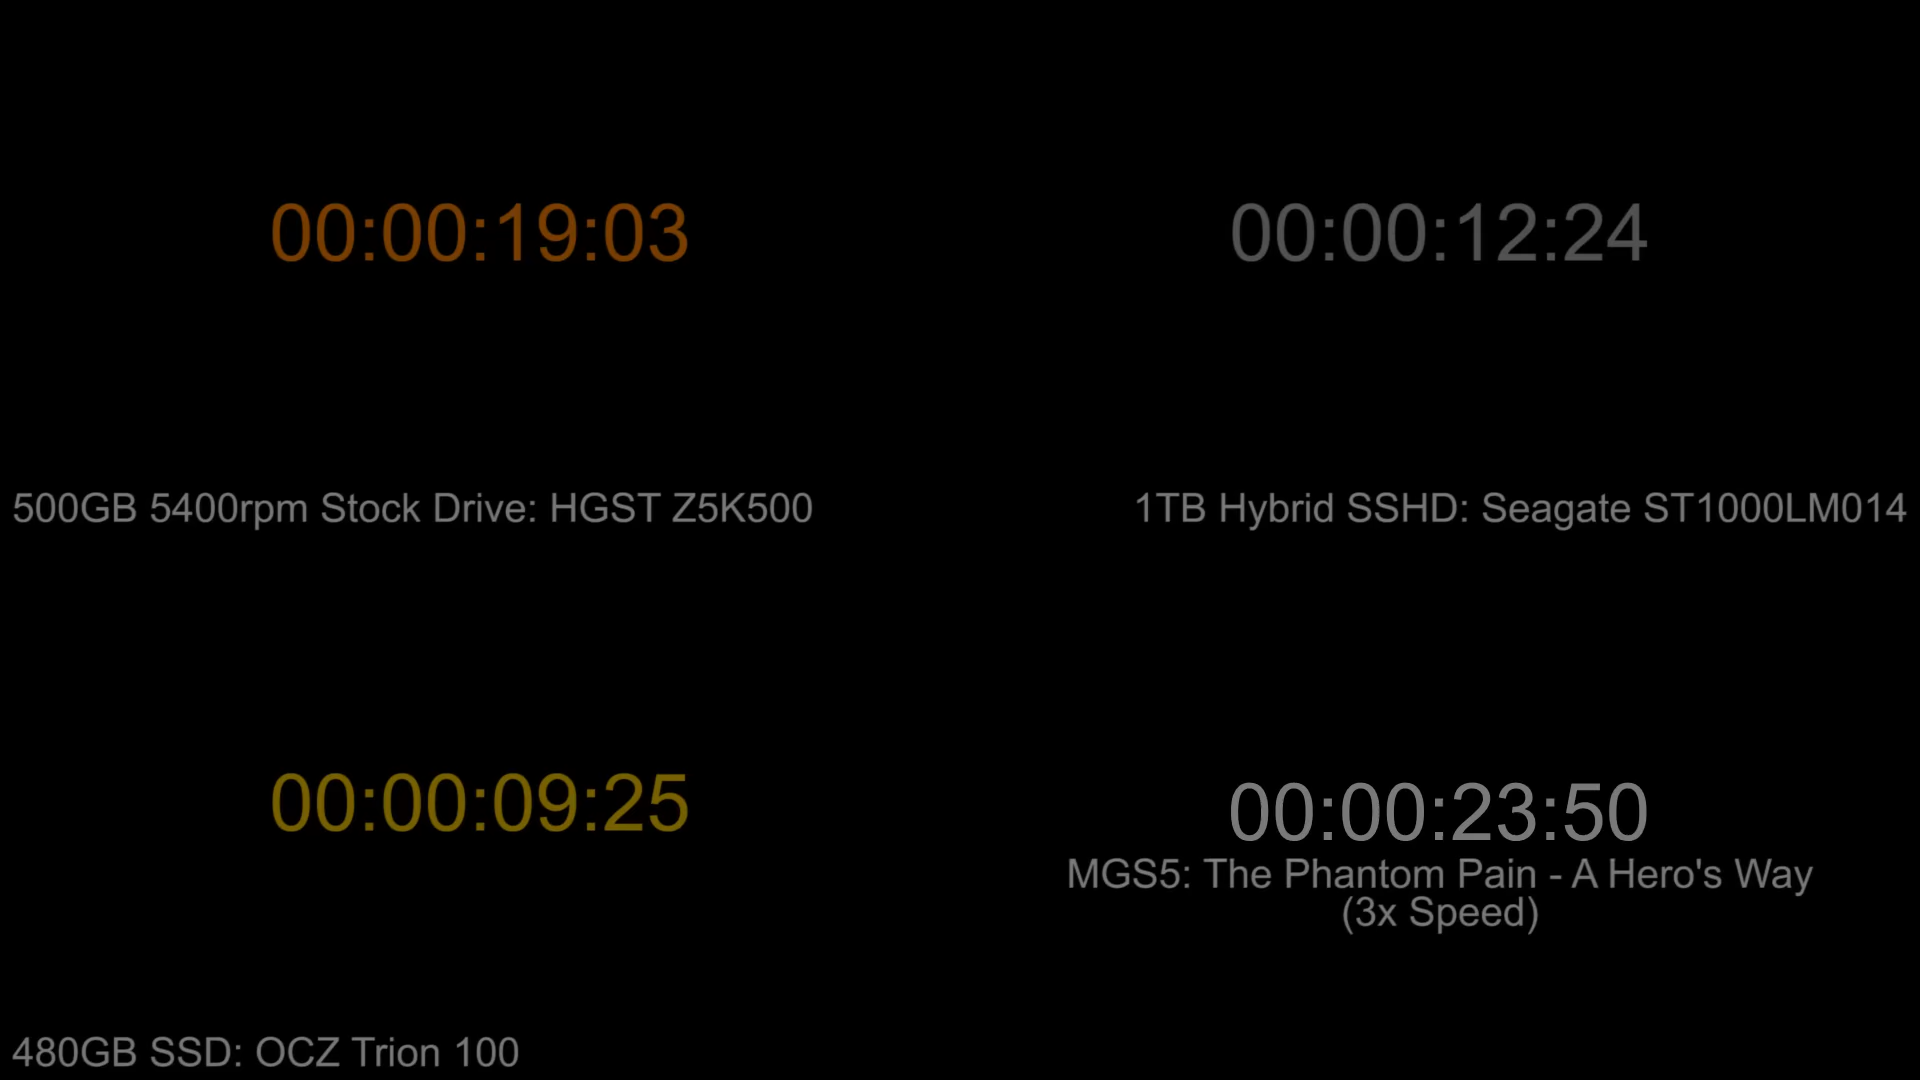 00:00:19:03
00:00:12:24
500GB 5400rpm Stock Drive: HGST Z5K500
1TB Hybrid SSHD: Seagate ST1000LM014
00:00:09:25
00:00:23:50
MGS5: The Phantom Pain - A Hero's Way
(3x Speed)
480GB SSD: OCZ Trion 100